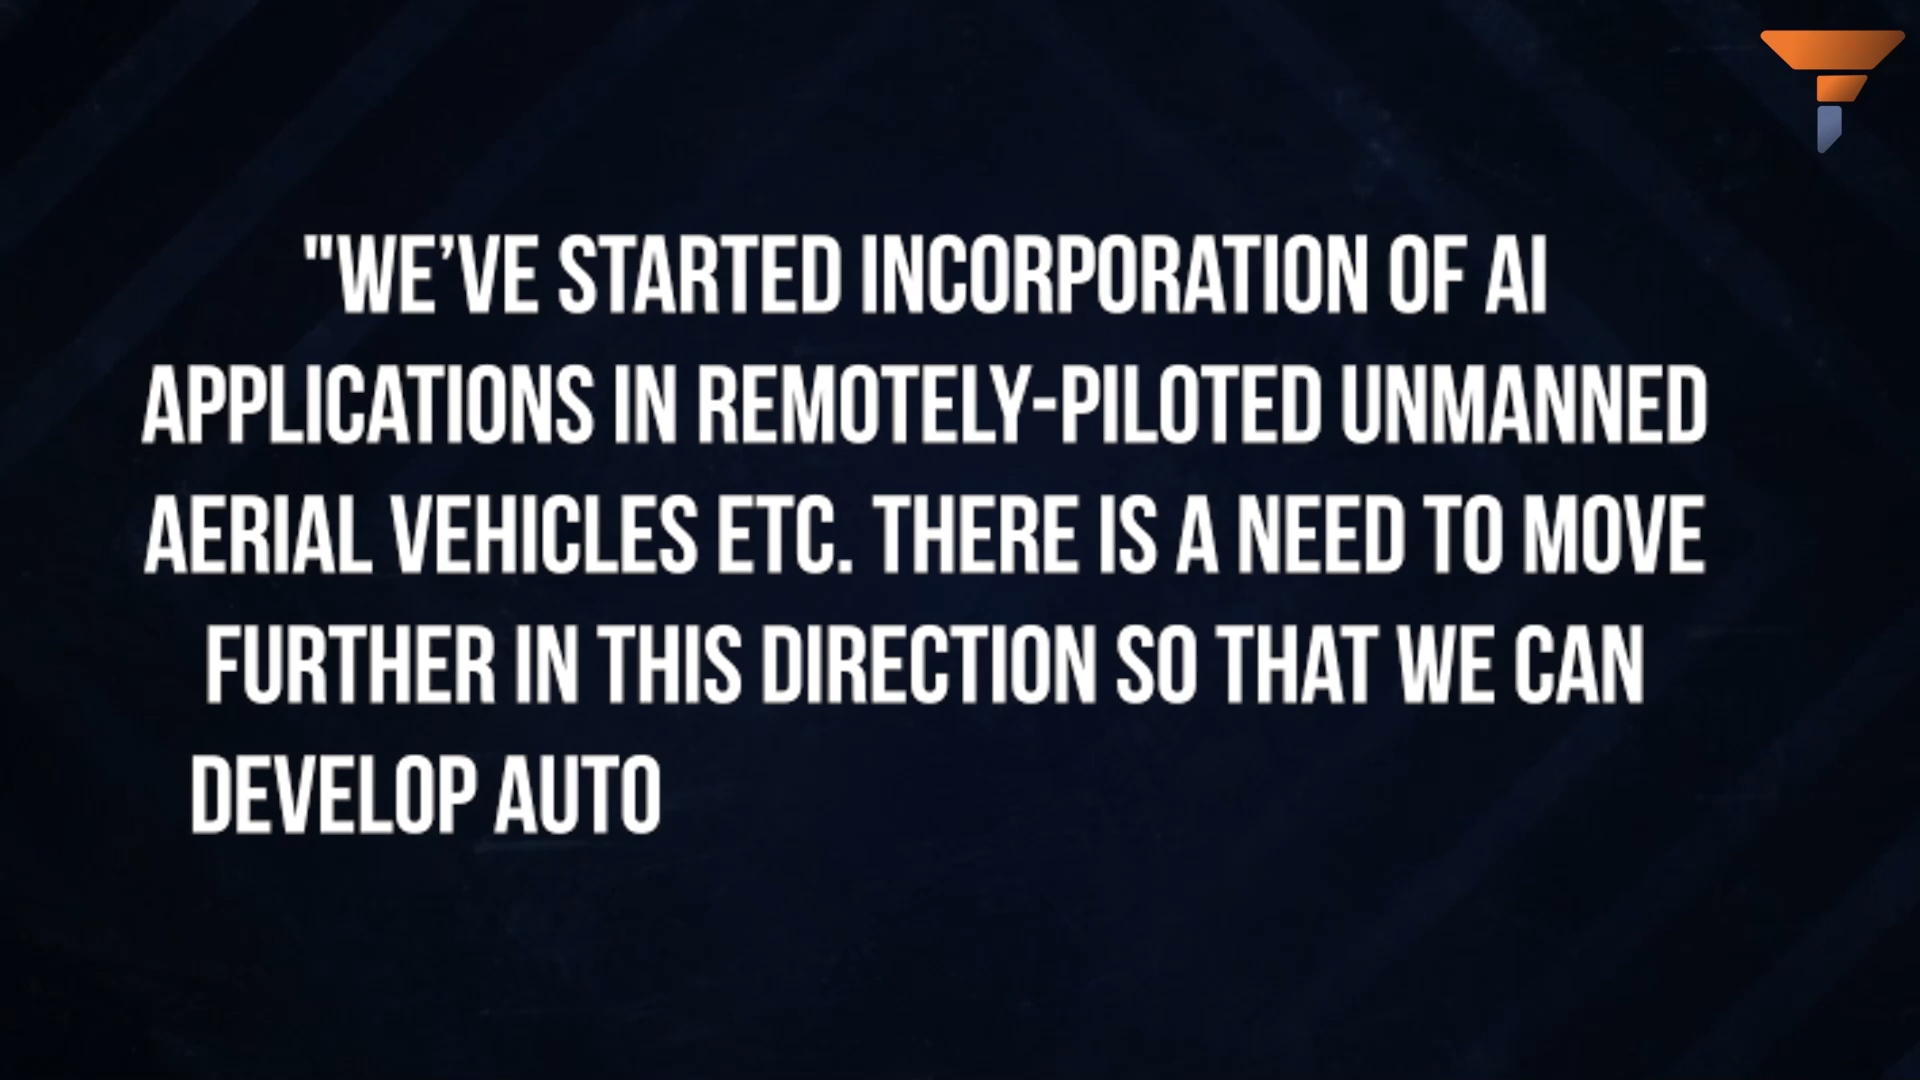 "WE’VE STARTED INCORPORATION OF AI
APPLICATIONS IN REMOTELY-PILOTED UNMANNED
AERIAL VEHICLES ETC. THERE IS A NEED TO MOVE
FURTHER IN THIS DIRECTION SO THAT WE CAN
DEVELOP AUTO